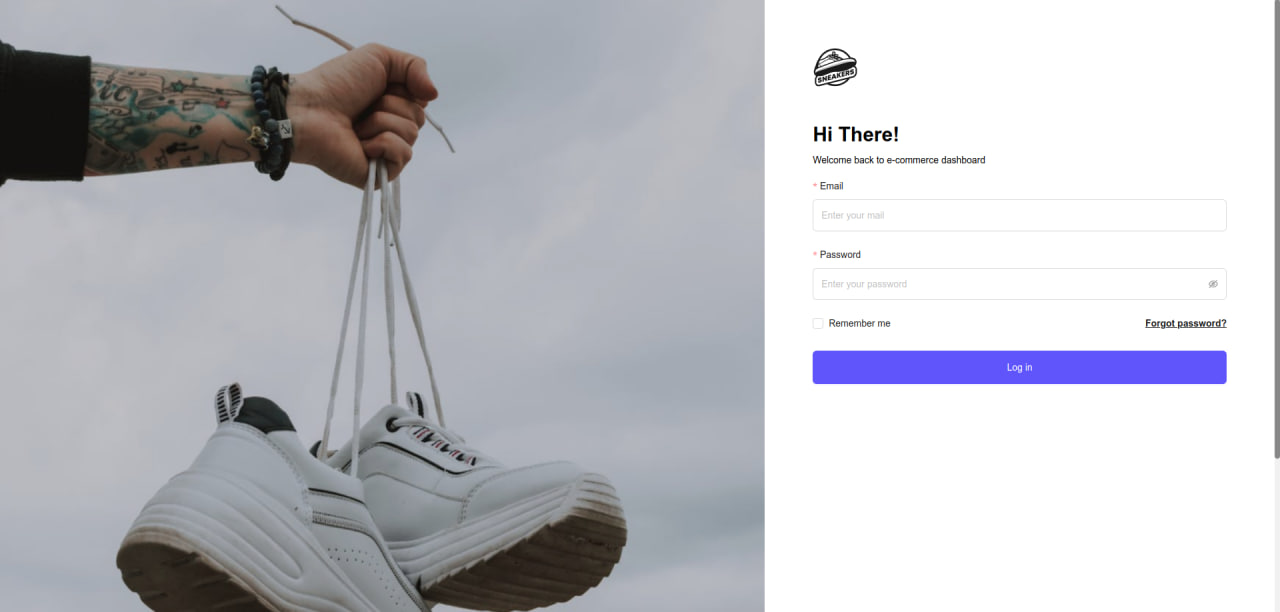 SNEAKERS
Hi There!
Welcome back to e-commerce dashboard
* Email
Enter your mail
* Password
Enter your password
Remember me
Forgot password?
Log in